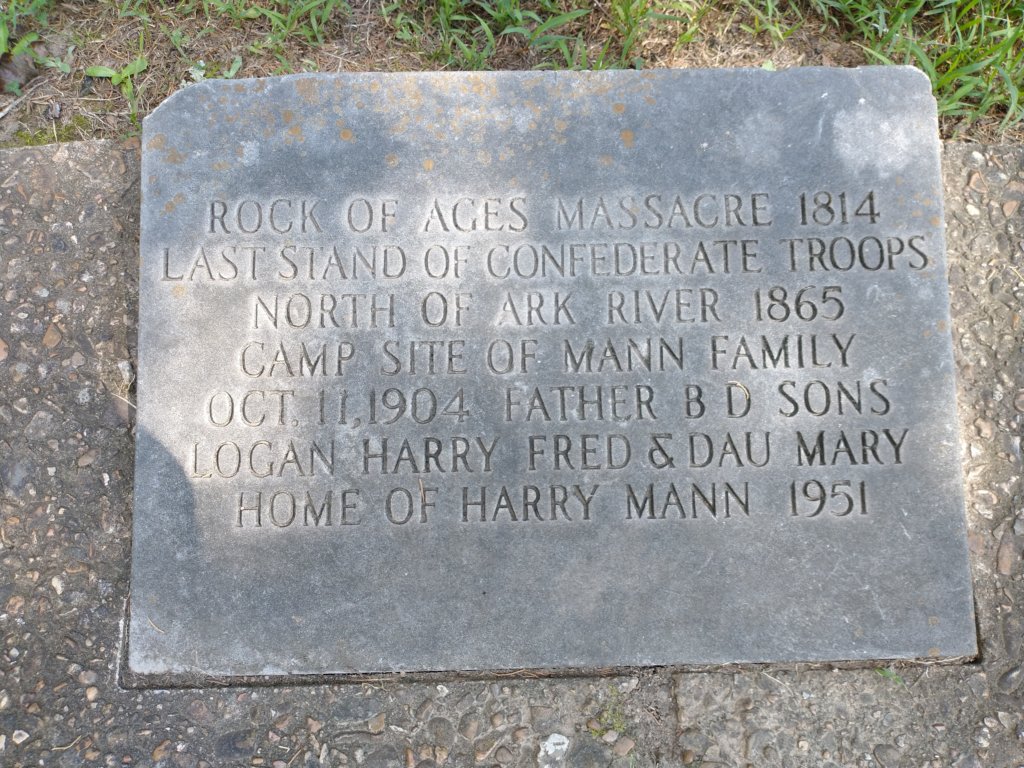 ROCK OF AGES MASSACRE 1814
LAST STAND OF CONFEDERATE TROOPS
NORTH OF ARK RIVER 1865
CAMP SITE OF MANN FAMILY
OCT. 11, 1904 FATHER B D SONS
LOGAN HARRY FRED & DAU MARY
HOME OF HARRY MANN 1951